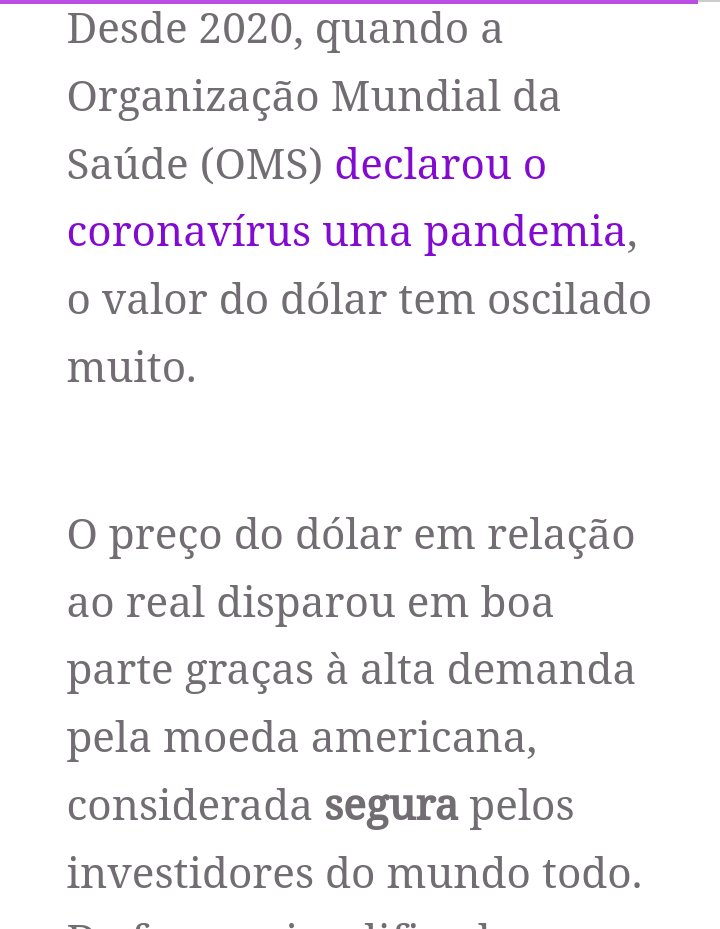 Desde 2020, quando a
Organização Mundial da
Saúde (OMS) declarou o
coronavírus uma pandemia,
o valor do dólar tem oscilado
muito.
O preço do dólar em relação
ao real disparou em boa
parte graças à alta demanda
pela moeda americana,
considerada segura pelos
investidores do mundo todo.